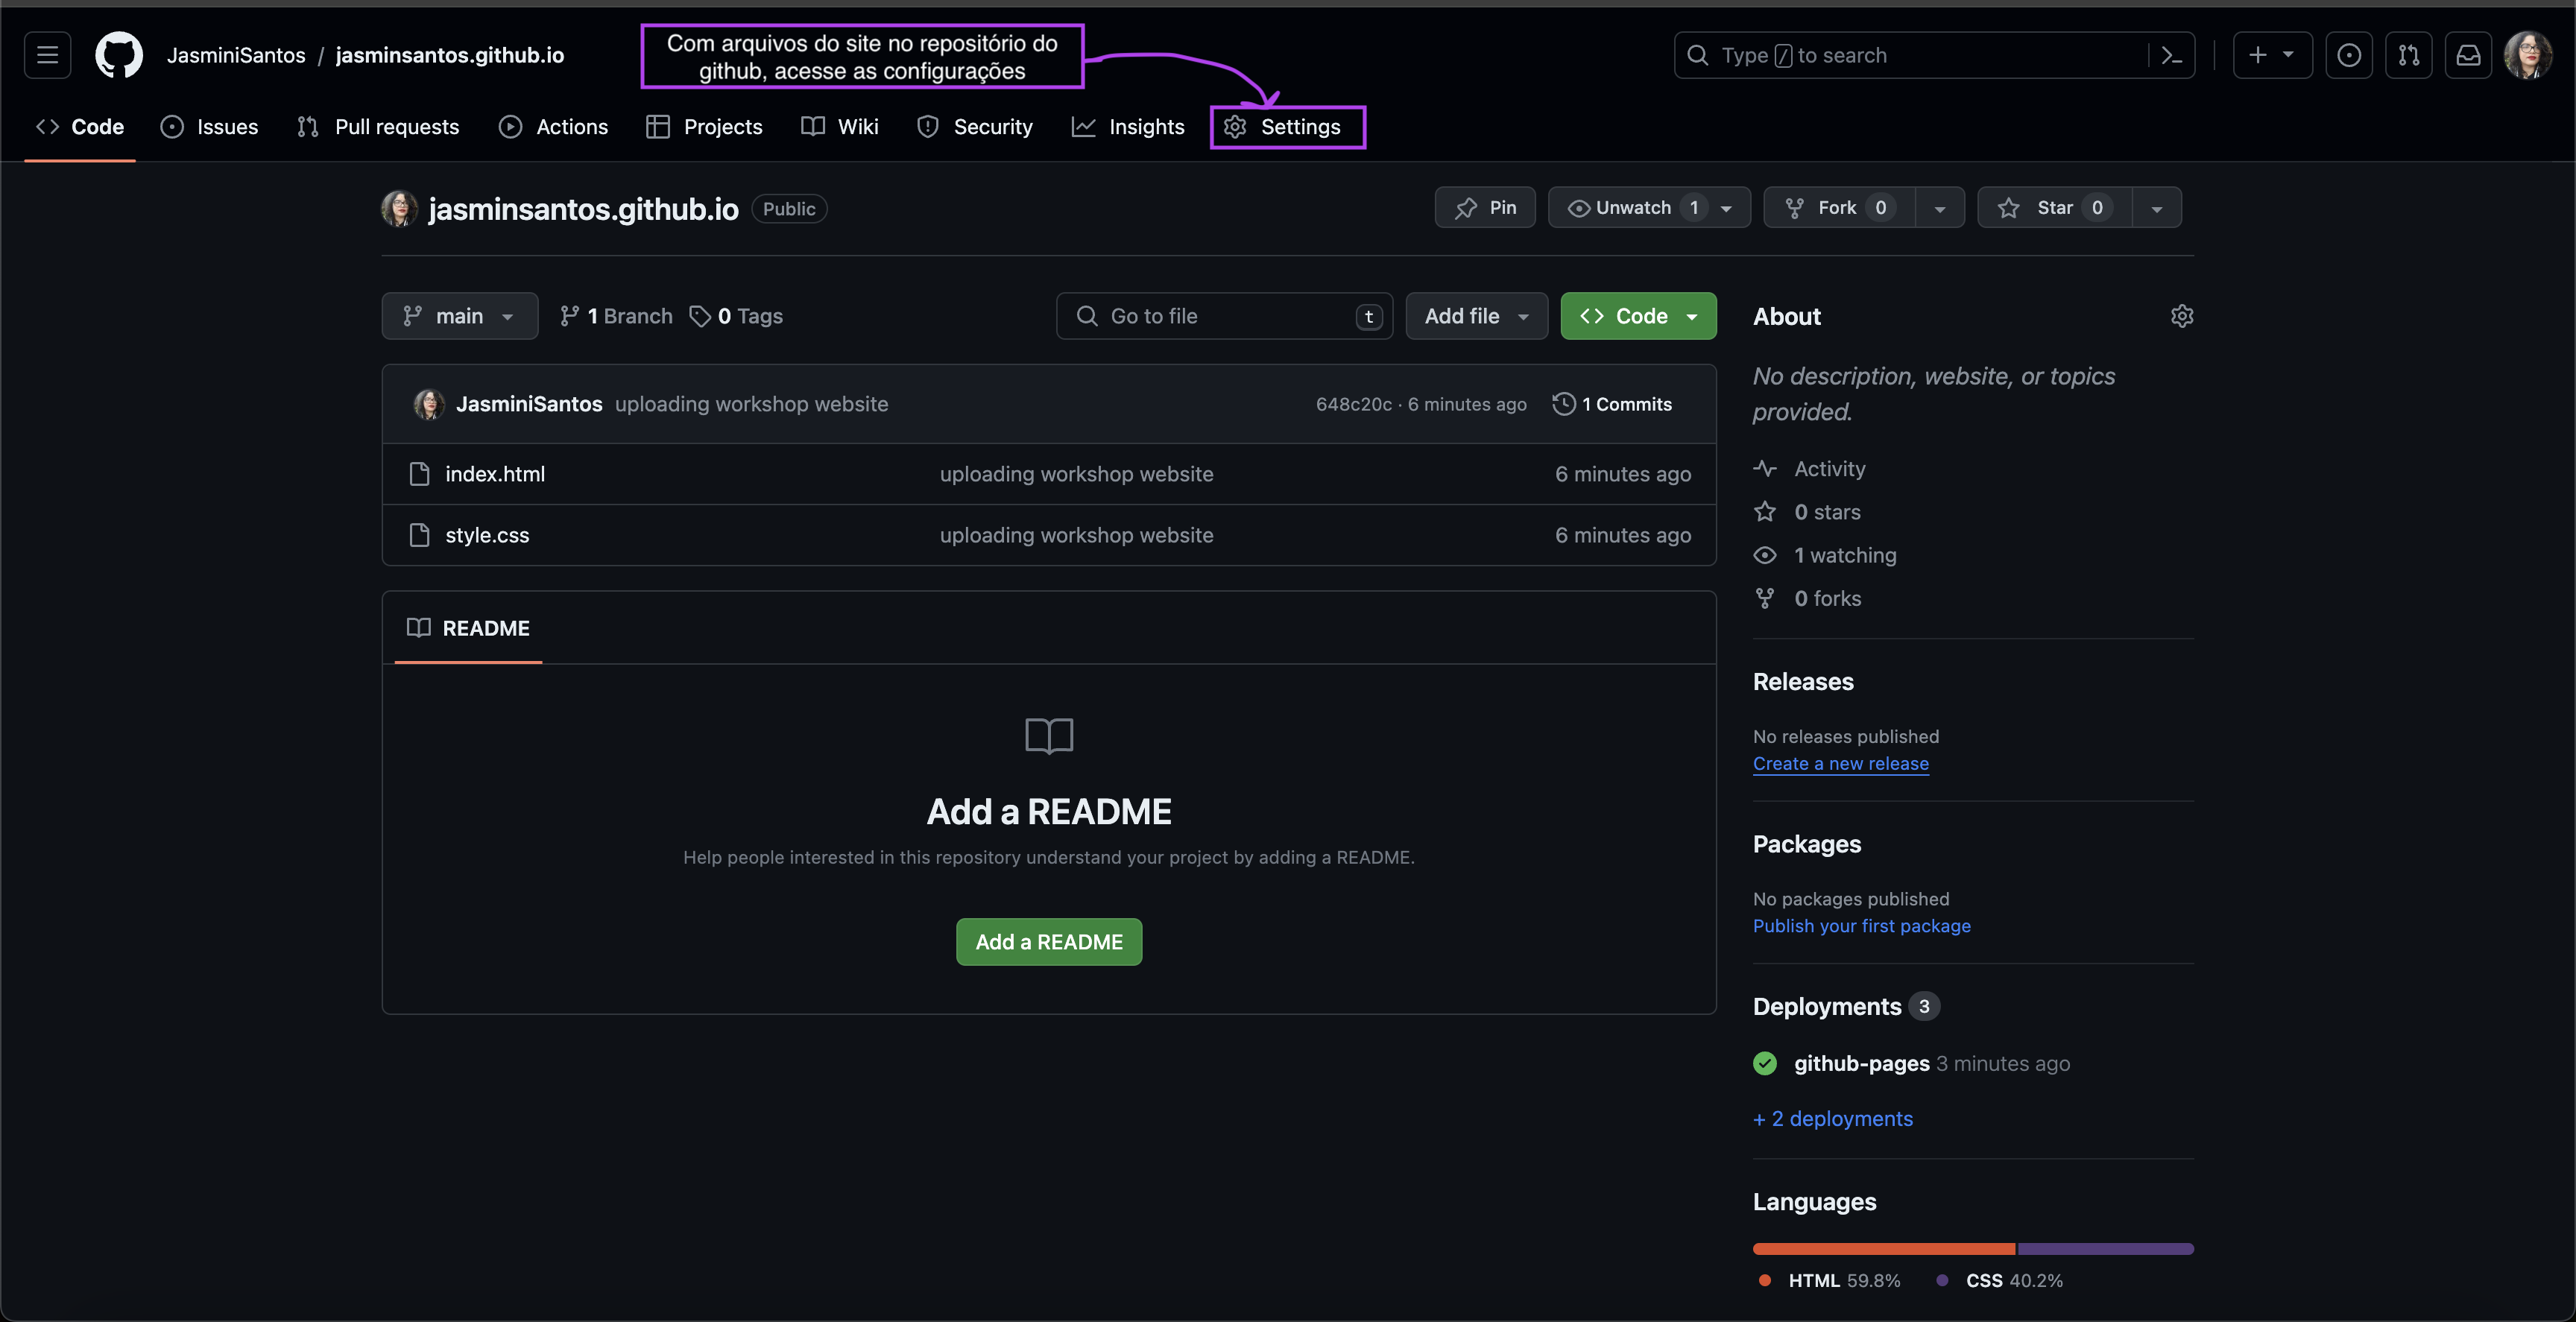 JasminiSantos / jasminsantos.github.io
Com arquivos do site no repositório do
github, acesse as configurações
Type / to search
Code
Issues
Pull requests
Actions
Projects
Wiki
Security
Insights
Settings
jasminsantos.github.io Public
Pin
Unwatch 1
Fork 0
Star 0
main
1 Branch
0 Tags
Go to file t
Add file
Code
JasminiSantos uploading workshop website 648c20c · 6 minutes ago 1 Commits
index.html uploading workshop website 6 minutes ago
style.css uploading workshop website 6 minutes ago
README
Add a README
Help people interested in this repository understand your project by adding a README.
Add a README
About
No description, website, or topics
provided.
Activity
0 stars
1 watching
0 forks
Releases
No releases published
Create a new release
Packages
No packages published
Publish your first package
Deployments 3
github-pages 3 minutes ago
+ 2 deployments
Languages
HTML 59.8% CSS 40.2%